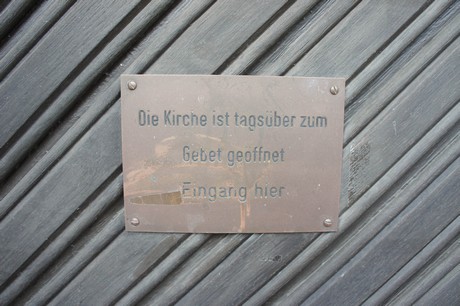 Die Kirche ist tagsüber zum
Gebet geöffnet
Eingang hier